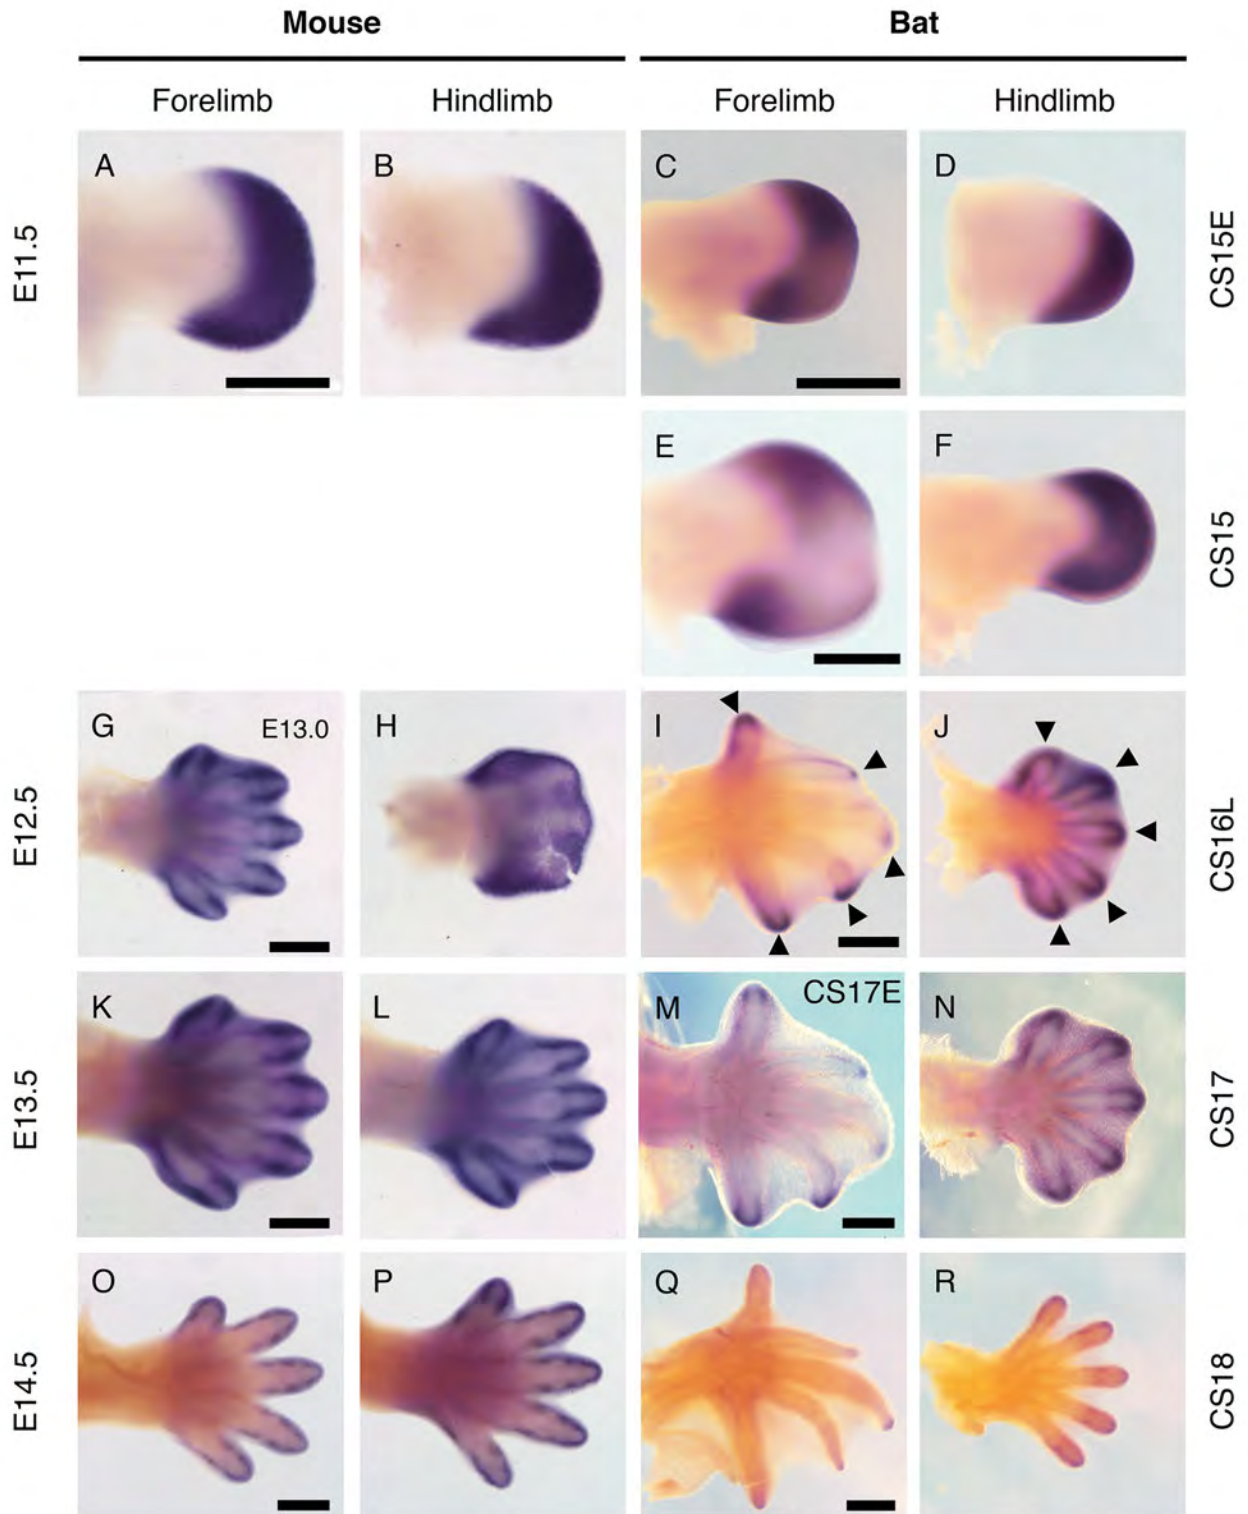 Mouse Bat
Forelimb Hindlimb Forelimb Hindlimb
E11.5 A B C D CS15E
E F CS15
E12.5 G E13.0 H I J CS16L
E13.5 K L M CS17E N CS17
E14.5 O P Q R CS18